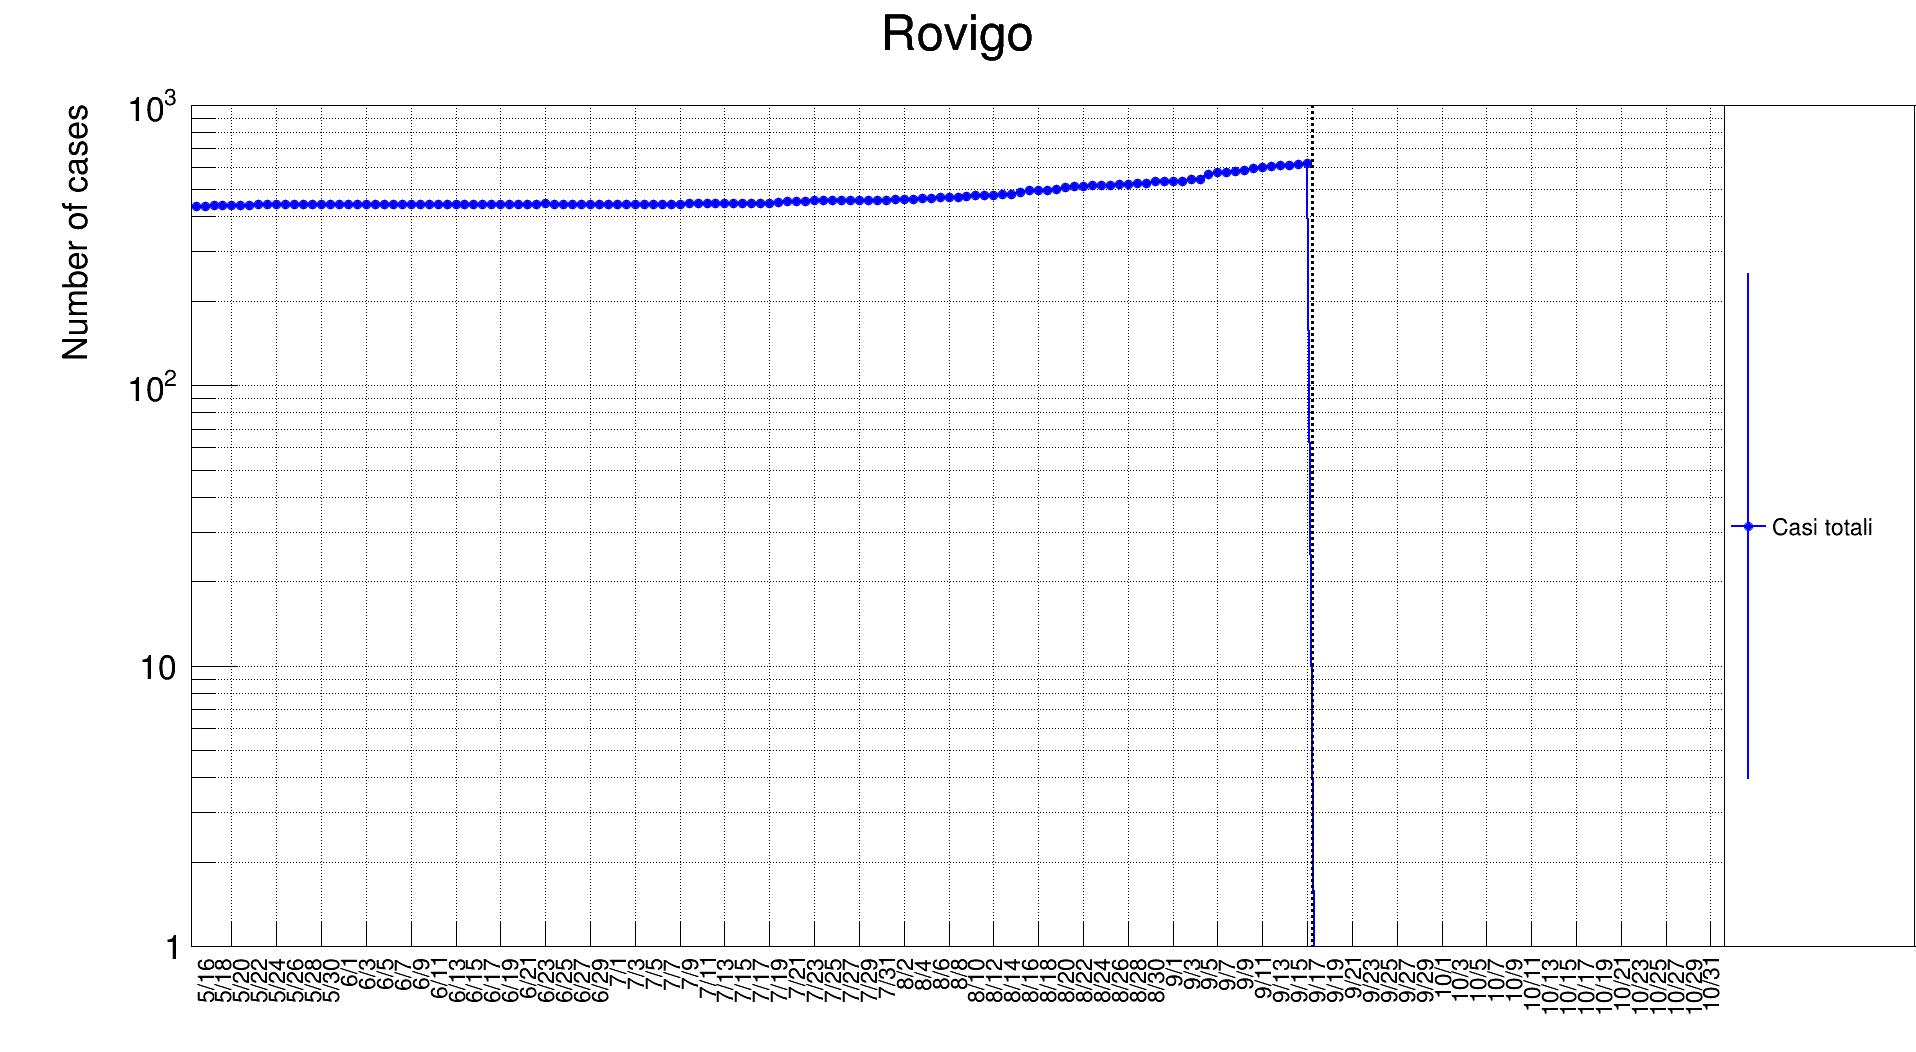 Rovigo
Number of cases
10³
10²
10
1
5/16 5/18 5/20 5/22 5/24 5/26 5/28 5/30 6/1 6/3 6/5 6/7 6/9 6/11 6/13 6/15 6/17 6/19 6/21 6/23 6/25 6/27 6/29 7/1 7/3 7/5 7/7 7/9 7/11 7/13 7/15 7/17 7/19 7/21 7/23 7/25 7/27 7/29 7/31 8/2 8/4 8/6 8/8 8/10 8/12 8/14 8/16 8/18 8/20 8/22 8/24 8/26 8/28 8/30 9/1 9/3 9/5 9/7 9/9 9/11 9/13 9/15 9/17 9/19 9/21 9/23 9/25 9/27 9/29 10/1 10/3 10/5 10/7 10/9 10/11 10/13 10/15 10/17 10/19 10/21 10/23 10/25 10/27 10/29 10/31
Casi totali